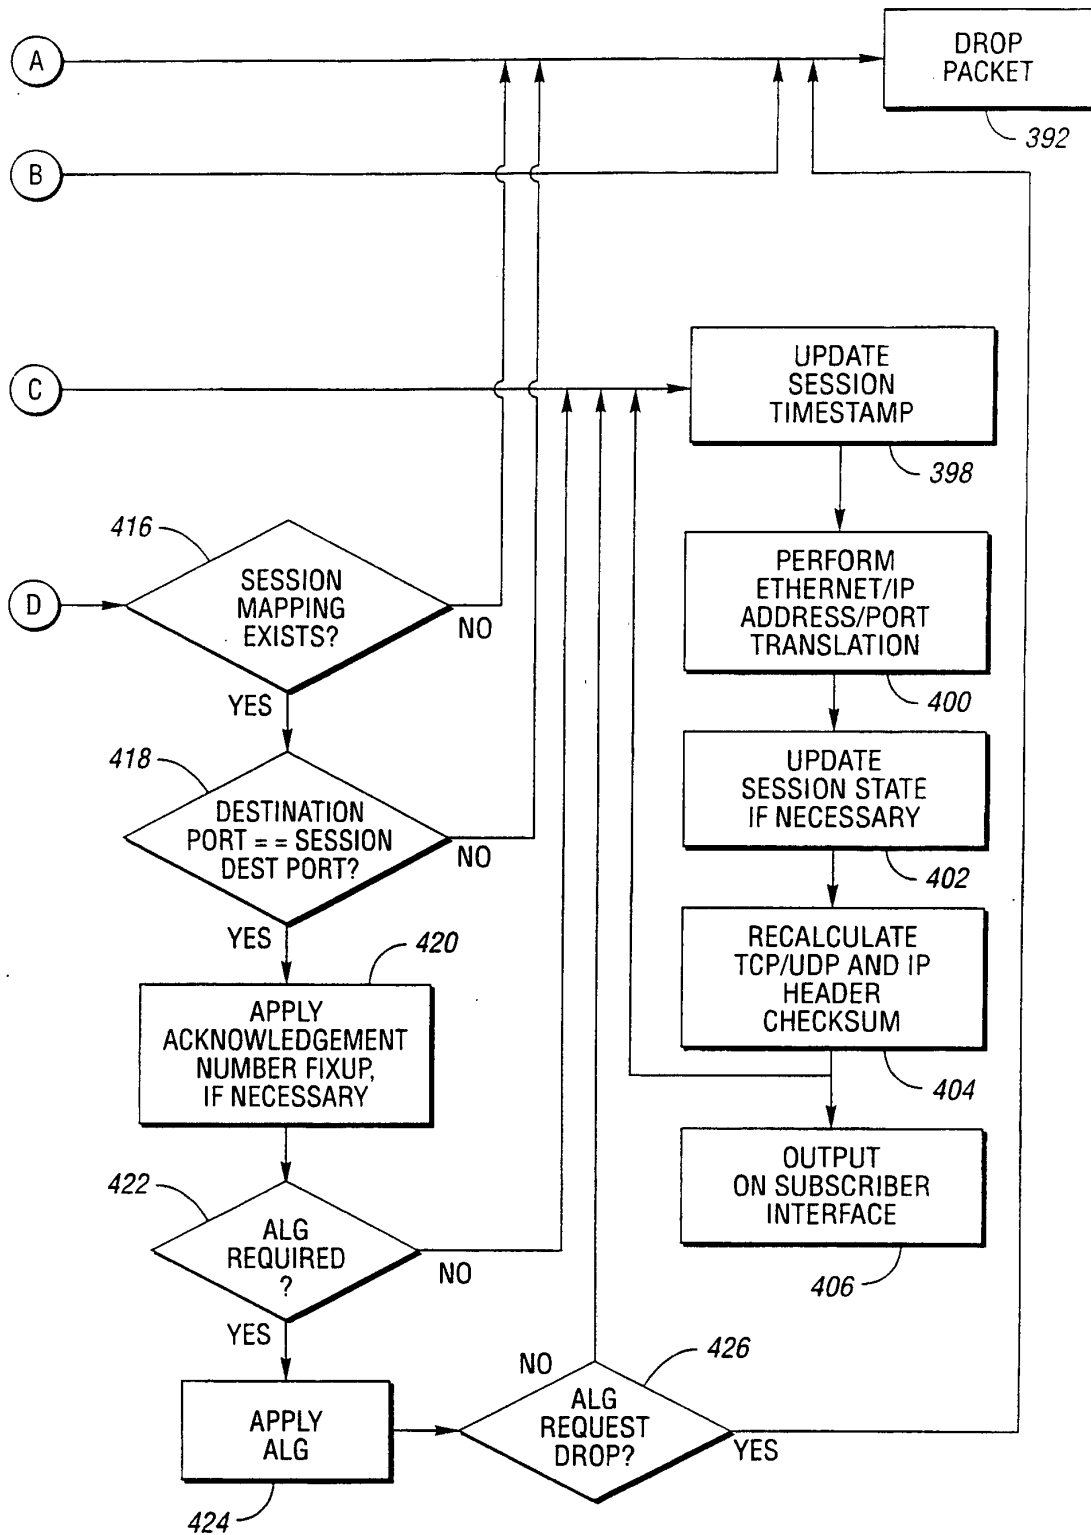 A
DROP
PACKET
392
B
C
UPDATE
SESSION
TIMESTAMP
398
416
D
SESSION
MAPPING
EXISTS?
NO
YES
PERFORM
ETHERNET/IP
ADDRESS/PORT
TRANSLATION
400
418
DESTINATION
PORT = = SESSION
DEST PORT?
NO
YES
UPDATE
SESSION STATE
IF NECESSARY
402
420
APPLY
ACKNOWLEDGEMENT
NUMBER FIXUP,
IF NECESSARY
RECALCULATE
TCP/UDP AND IP
HEADER
CHECKSUM
404
422
ALG
REQUIRED
?
NO
YES
OUTPUT
ON SUBSCRIBER
INTERFACE
406
APPLY
ALG
424
NO
426
ALG
REQUEST
DROP?
YES